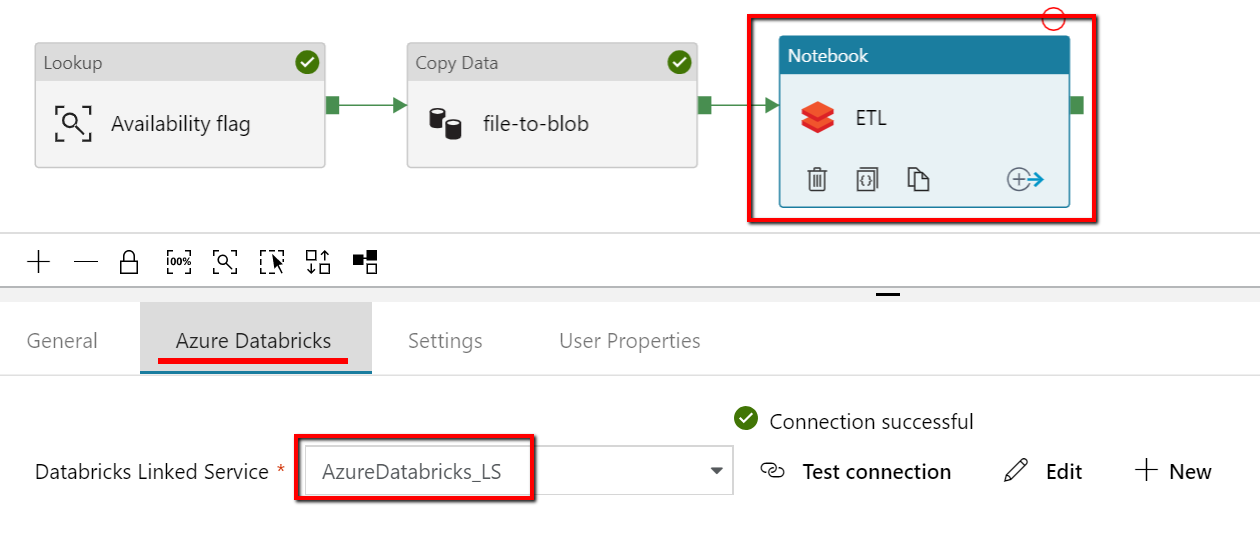 Lookup
Availability flag
Copy Data
file-to-blob
Notebook
ETL
100%
General Azure Databricks Settings User Properties
Connection successful
Databricks Linked Service * AzureDatabricks_LS Test connection Edit New